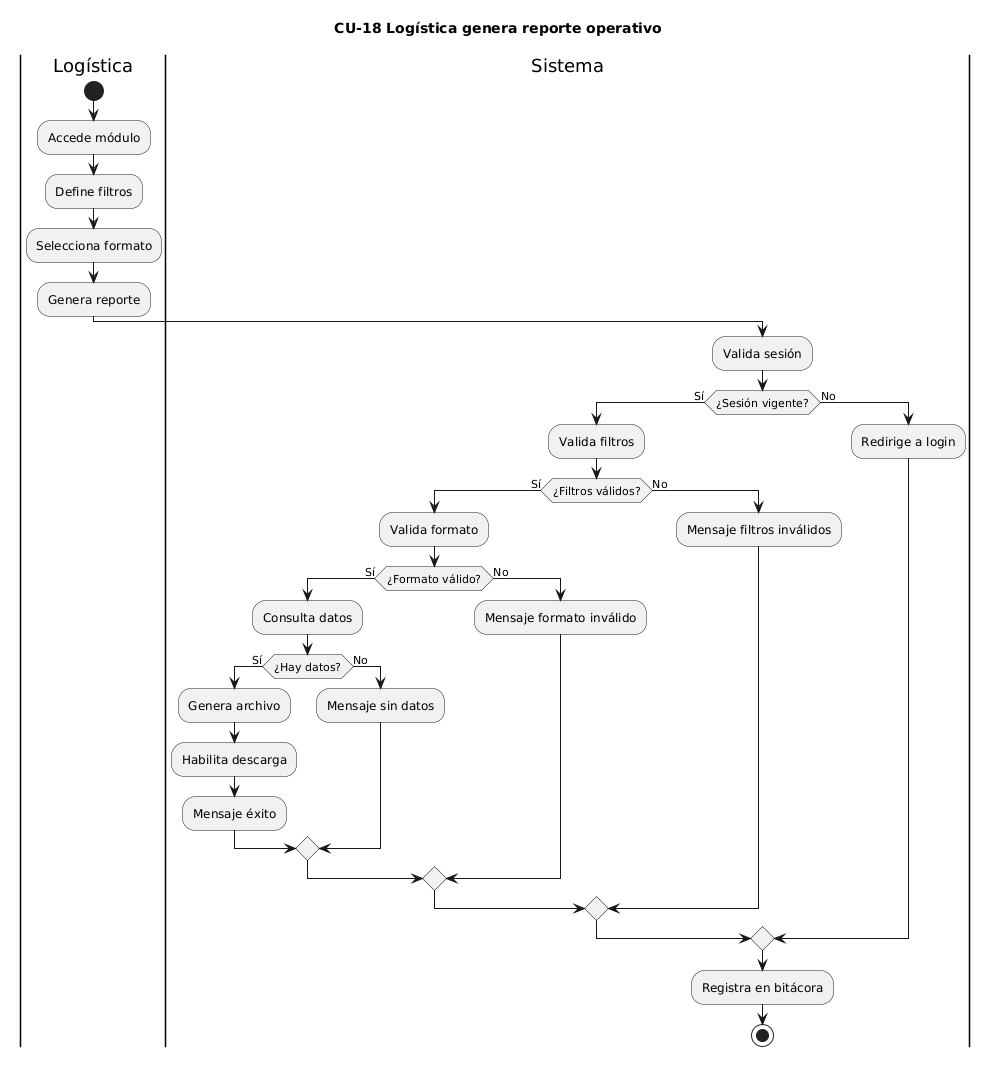 CU-18 Logística genera reporte operativo
Logística
Sistema
Accede módulo
Define filtros
Selecciona formato
Genera reporte
Valida sesión
Sí
¿Sesión vigente?
No
Valida filtros
Redirige a login
Sí
¿Filtros válidos?
No
Valida formato
Mensaje filtros inválidos
Sí
¿Formato válido?
No
Consulta datos
Mensaje formato inválido
Sí
¿Hay datos?
No
Genera archivo
Mensaje sin datos
Habilita descarga
Mensaje éxito
Registra en bitácora